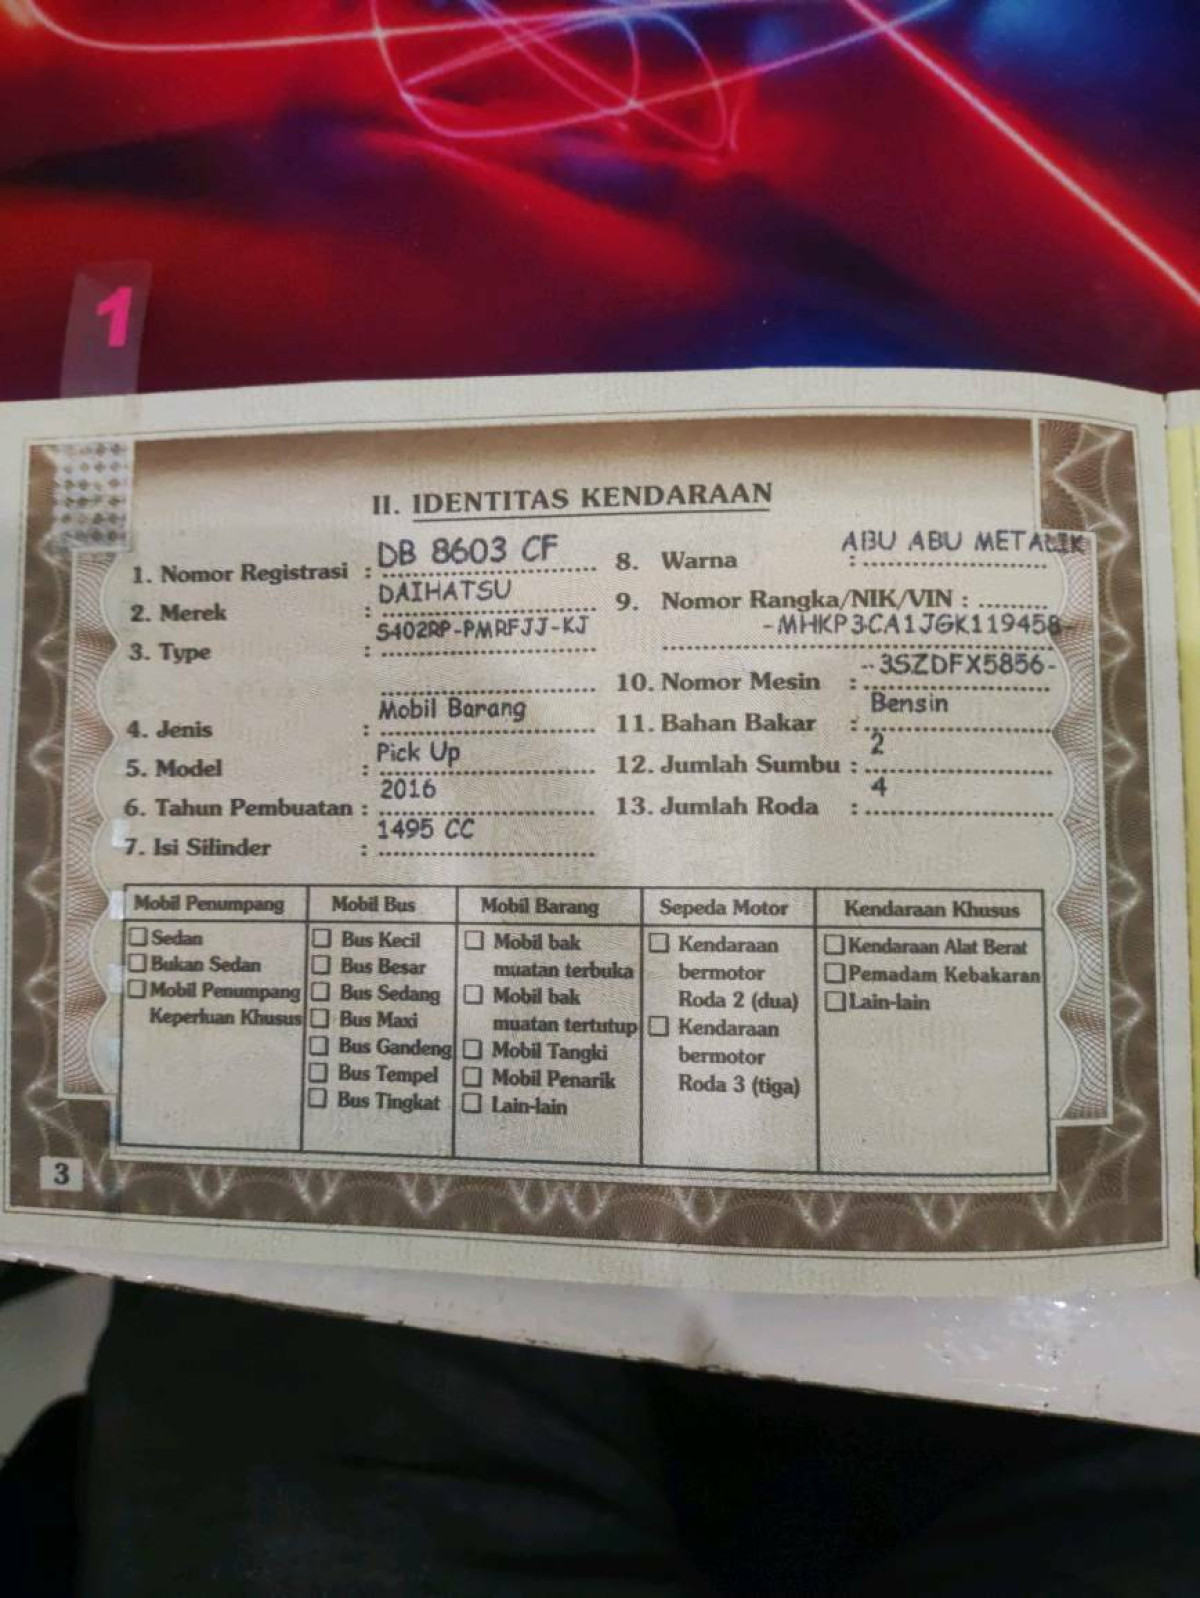 1
II. IDENTITAS KENDARAAN
1. Nomor Registrasi : DB 8603 CF
2. Merek : DAIHATSU
3. Type : S402RP-PMRFJJ-KJ
4. Jenis : Mobil Barang
5. Model : Pick Up
6. Tahun Pembuatan : 2016
7. Isi Silinder : 1495 CC
8. Warna : ABU ABU METALIK
9. Nomor Rangka/NIK/VIN :
-MHKP3CA1JGK119458-
10. Nomor Mesin : --3SZDFX5856-
11. Bahan Bakar : Bensin
12. Jumlah Sumbu : 2
13. Jumlah Roda : 4
Mobil Penumpang
Sedan
Bukan Sedan
Mobil Penumpang
Keperluan Khusus
Mobil Bus
Bus Kecil
Bus Besar
Bus Sedang
Bus Maxi
Bus Gandeng
Bus Tempel
Bus Tingkat
Mobil Barang
Mobil bak
muatan terbuka
Mobil bak
muatan tertutup
Mobil Tangki
Mobil Penarik
Lain-lain
Sepeda Motor
Kendaraan
bermotor
Roda 2 (dua)
Kendaraan
bermotor
Roda 3 (tiga)
Kendaraan Khusus
Kendaraan Alat Berat
Pemadam Kebakaran
Lain-lain
3